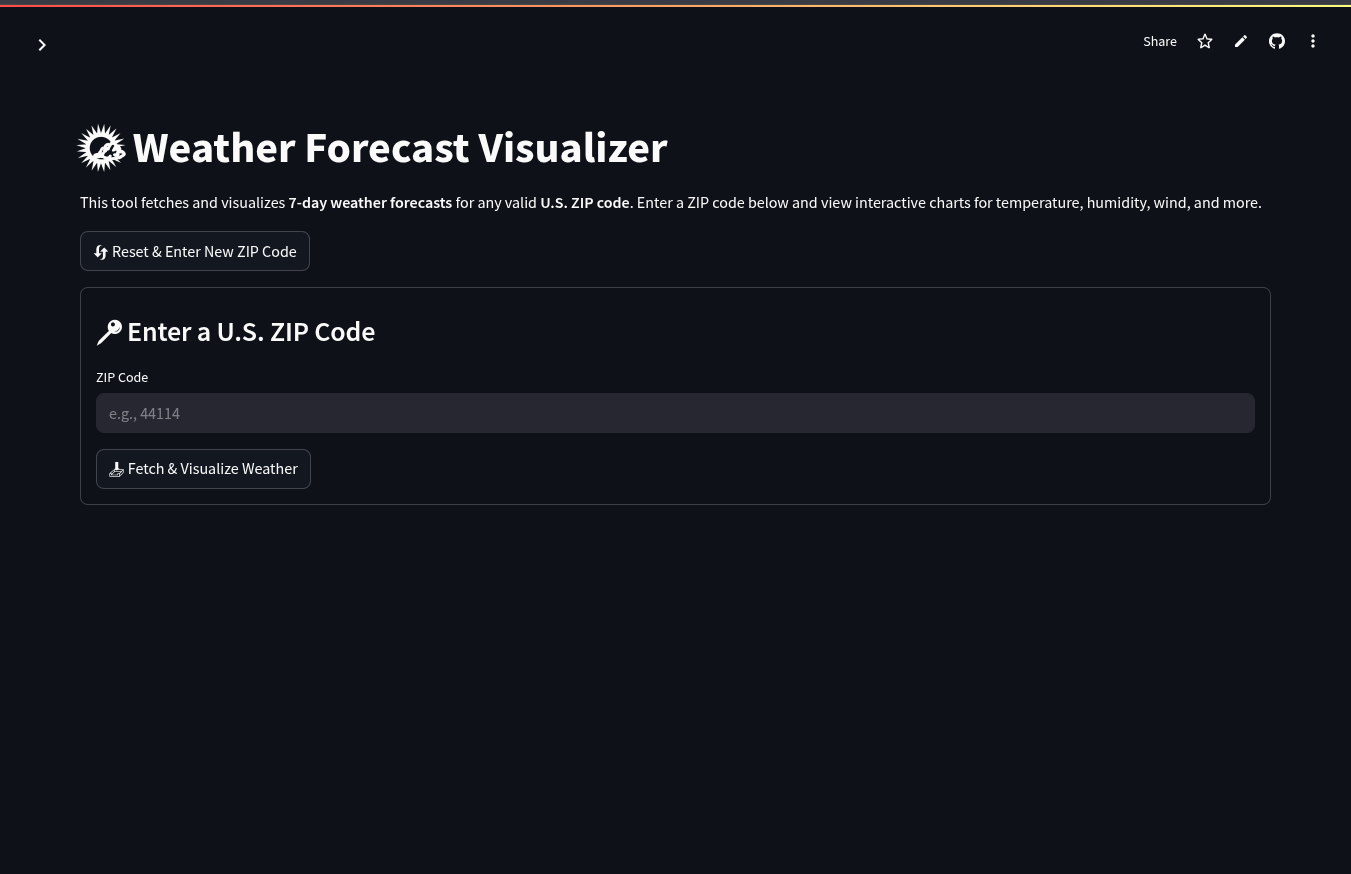 Share
Weather Forecast Visualizer
This tool fetches and visualizes 7-day weather forecasts for any valid U.S. ZIP code. Enter a ZIP code below and view interactive charts for temperature, humidity, wind, and more.
Reset & Enter New ZIP Code
Enter a U.S. ZIP Code
ZIP Code
e.g., 44114
Fetch & Visualize Weather